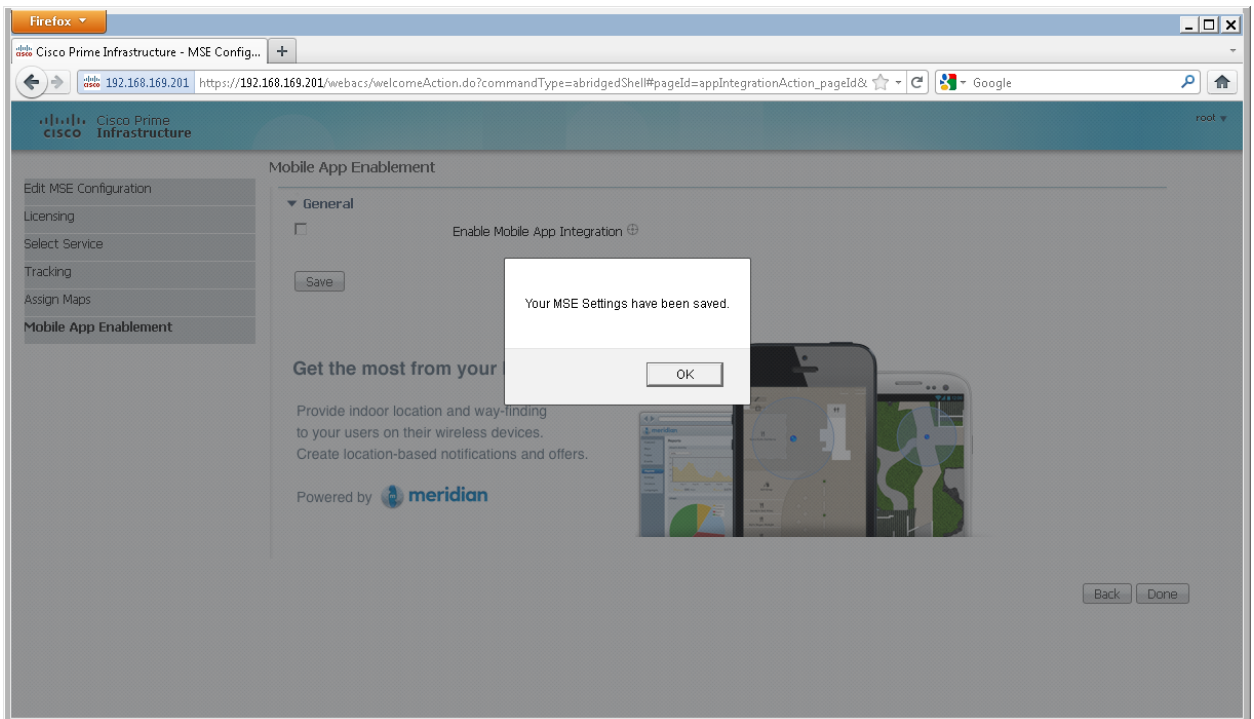 Firefox
Cisco Prime Infrastructure - MSE Config...
192.168.169.201 https://192.168.169.201/webacs/welcomeAction.do?commandType=abridgedShell#pageId=appIntegrationAction_pageId& Google
cisco Cisco Prime Infrastructure
root
Mobile App Enablement
Edit MSE Configuration
Licensing
Select Service
Tracking
Assign Maps
Mobile App Enablement
General
Enable Mobile App Integration
Save
Your MSE Settings have been saved.
OK
Get the most from your
Provide indoor location and way-finding
to your users on their wireless devices.
Create location-based notifications and offers.
Powered by meridian
meridian
Back Done